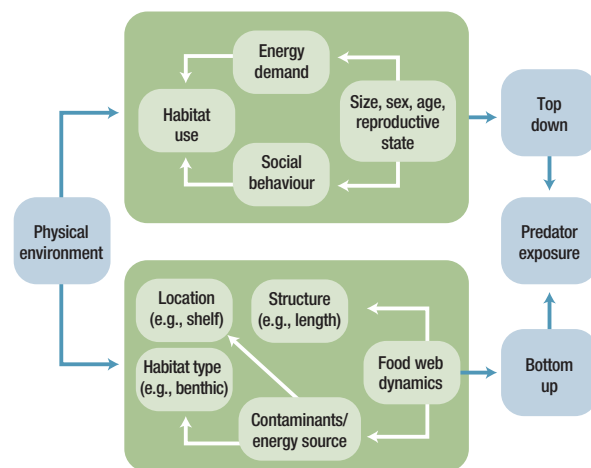 Energy
demand
Habitat
use
Size, sex, age,
reproductive
state
Top
down
Social
behaviour
Physical
environment
Predator
exposure
Location
(e.g., shelf)
Structure
(e.g., length)
Habitat type
(e.g., benthic)
Food web
dynamics
Bottom
up
Contaminants/
energy source